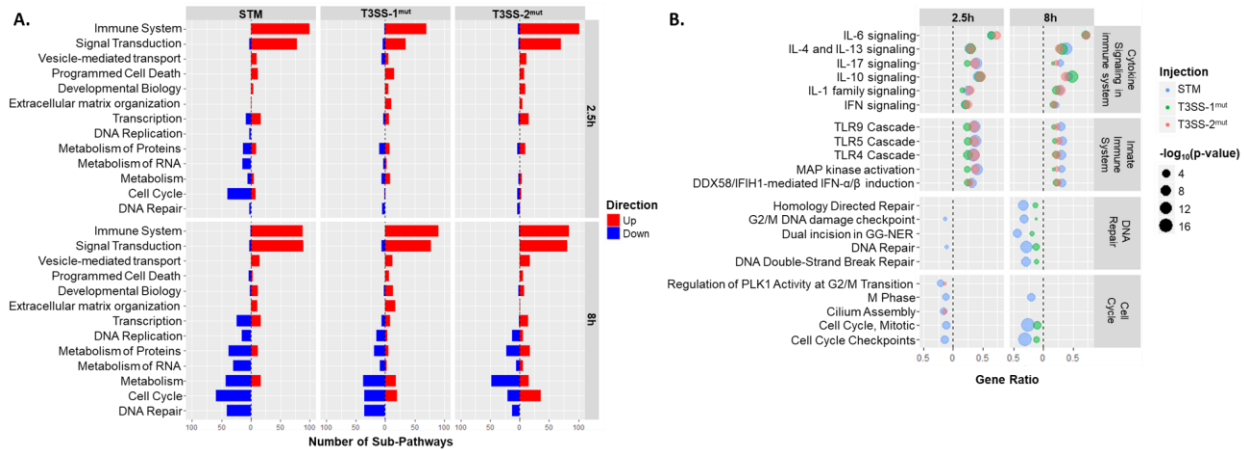 A.
STM
T3SS-1mut
T3SS-2mut
Immune System
Signal Transduction
Vesicle-mediated transport
Programmed Cell Death
Developmental Biology
Extracellular matrix organization
Transcription
DNA Replication
Metabolism of Proteins
Metabolism of RNA
Metabolism
Cell Cycle
DNA Repair
2.5h
Immune System
Signal Transduction
Vesicle-mediated transport
Programmed Cell Death
Developmental Biology
Extracellular matrix organization
Transcription
DNA Replication
Metabolism of Proteins
Metabolism of RNA
Metabolism
Cell Cycle
DNA Repair
8h
100 50 0 50 100
100 50 0 50 100
100 50 0 50 100
Number of Sub-Pathways
Direction
Up
Down
B.
2.5h
8h
IL-6 signaling
IL-4 and IL-13 signaling
IL-17 signaling
IL-10 signaling
IL-1 family signaling
IFN signaling
Cytokine
Signaling in
immune system
TLR9 Cascade
TLR5 Cascade
TLR4 Cascade
MAP kinase activation
DDX58/IFIH1-mediated IFN-α/β induction
Innate
Immune
System
Homology Directed Repair
G2/M DNA damage checkpoint
Dual incision in GG-NER
DNA Repair
DNA Double-Strand Break Repair
DNA
Repair
Regulation of PLK1 Activity at G2/M Transition
M Phase
Cilium Assembly
Cell Cycle, Mitotic
Cell Cycle Checkpoints
Cell
Cycle
0.5 0 0.5
0.5 0 0.5
Gene Ratio
Injection
STM
T3SS-1mut
T3SS-2mut
-log10(p-value)
4
8
12
16